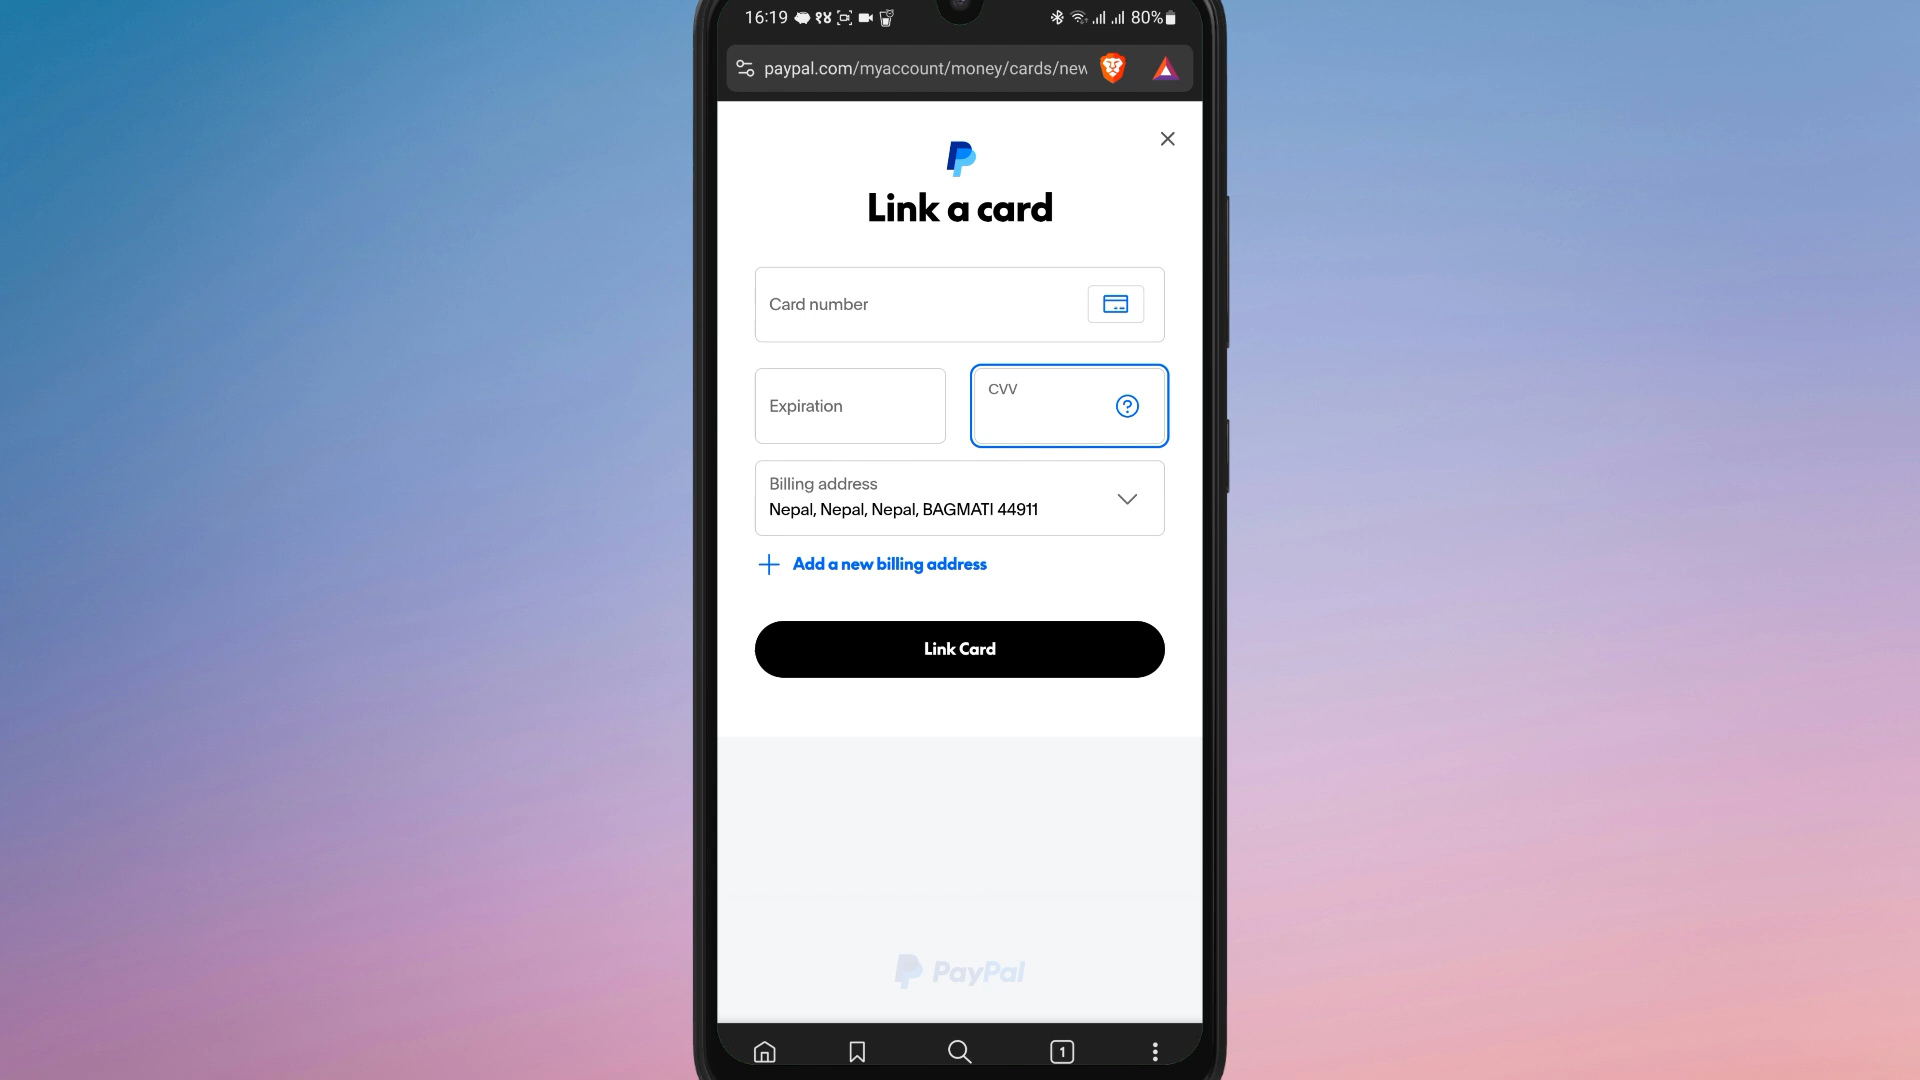 16:19 १४ 80%
paypal.com/myaccount/money/cards/new
Link a card
Card number
Expiration
CVV
?
Billing address
Nepal, Nepal, Nepal, BAGMATI 44911
+ Add a new billing address
Link Card
PayPal
1